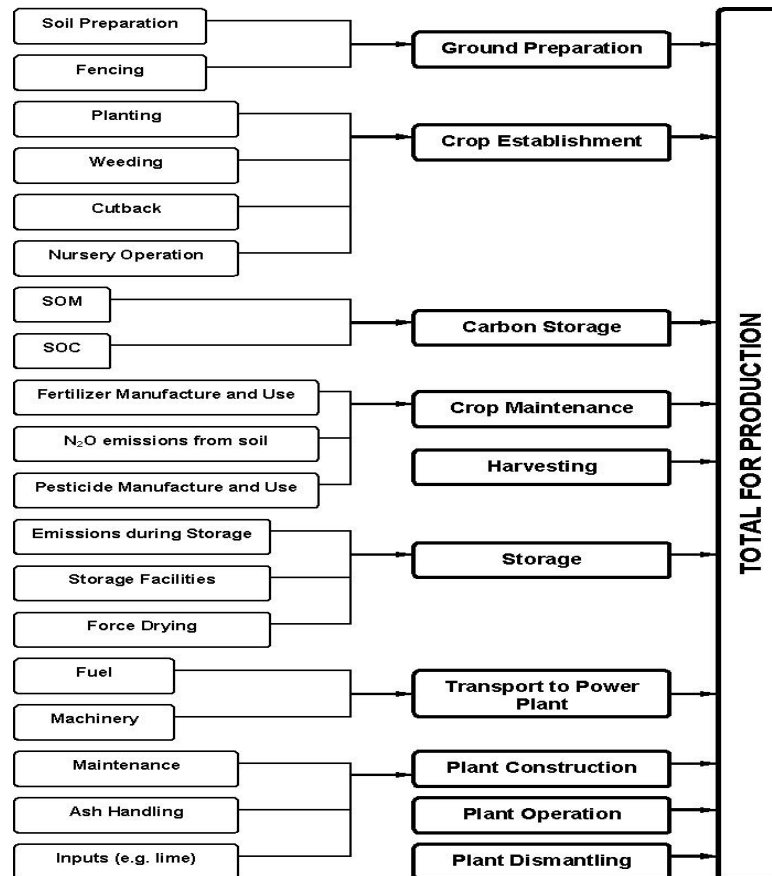 Soil Preparation
Fencing
Ground Preparation
Planting
Weeding
Cutback
Nursery Operation
Crop Establishment
SOM
SOC
Carbon Storage
Fertilizer Manufacture and Use
N₂O emissions from soil
Pesticide Manufacture and Use
Crop Maintenance
Harvesting
Emissions during Storage
Storage Facilities
Force Drying
Storage
Fuel
Machinery
Transport to Power
Plant
Maintenance
Ash Handling
Inputs (e.g. lime)
Plant Construction
Plant Operation
Plant Dismantling
TOTAL FOR PRODUCTION